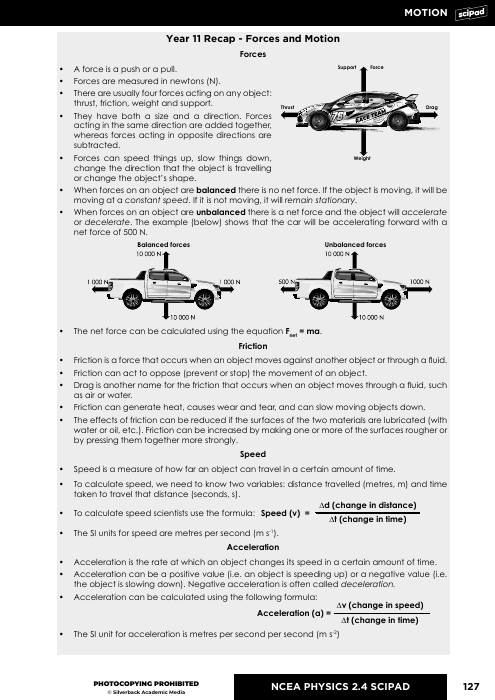 MOTION scipad
Year 11 Recap - Forces and Motion
Forces
• A force is a push or a pull.
• Forces are measured in newtons (N).
• There are usually four forces acting on any object:
thrust, friction, weight and support.
• They have both a size and a direction. Forces
acting in the same direction are added together,
whereas forces acting in opposite directions are
subtracted.
• Forces can speed things up, slow things down,
change the direction that the object is travelling
or change the object's shape.
Support Force
Thrust
Drag
RACE TEAM
Weight
• When forces on an object are balanced there is no net force. If the object is moving, it will be
moving at a constant speed. If it is not moving, it will remain stationary.
• When forces on an object are unbalanced there is a net force and the object will accelerate
or decelerate. The example (below) shows that the car will be accelerating forward with a
net force of 500 N.
Balanced forces
10 000 N
1 000 N
1 000 N
10 000 N
Unbalanced forces
10 000 N
500 N
1000 N
10 000 N
• The net force can be calculated using the equation Fnet = ma.
Friction
• Friction is a force that occurs when an object moves against another object or through a fluid.
• Friction can act to oppose (prevent or stop) the movement of an object.
• Drag is another name for the friction that occurs when an object moves through a fluid, such
as air or water.
• Friction can generate heat, causes wear and tear, and can slow moving objects down.
• The effects of friction can be reduced if the surfaces of the two materials are lubricated (with
water or oil, etc.). Friction can be increased by making one or more of the surfaces rougher or
by pressing them together more strongly.
Speed
• Speed is a measure of how far an object can travel in a certain amount of time.
• To calculate speed, we need to know two variables: distance travelled (metres, m) and time
taken to travel that distance (seconds, s).
• To calculate speed scientists use the formula: Speed (v) =
Δd (change in distance)
Δt (change in time)
• The SI units for speed are metres per second (m s⁻¹).
Acceleration
• Acceleration is the rate at which an object changes its speed in a certain amount of time.
• Acceleration can be a positive value (i.e. an object is speeding up) or a negative value (i.e.
the object is slowing down). Negative acceleration is often called deceleration.
• Acceleration can be calculated using the following formula:
Acceleration (a) =
Δv (change in speed)
Δt (change in time)
• The SI unit for acceleration is metres per second per second (m s⁻²)
PHOTOCOPYING PROHIBITED
© Silverback Academic Media
NCEA PHYSICS 2.4 SCIPAD
127